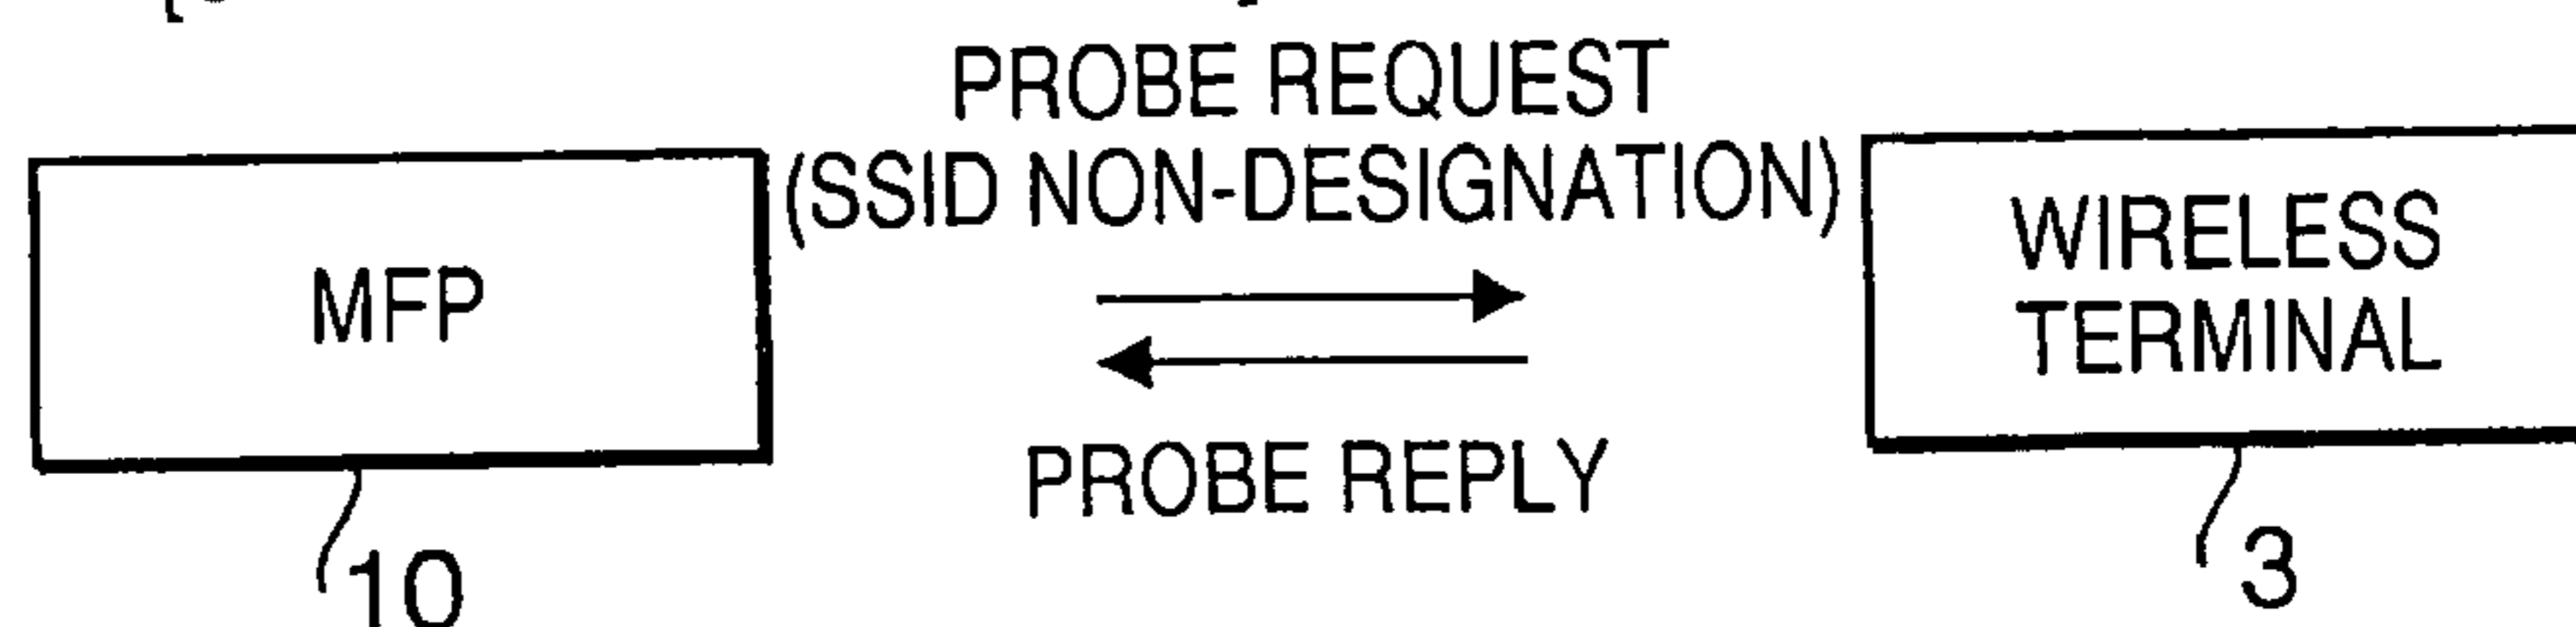 PROBE REQUEST
(SSID NON-DESIGNATION)
MFP
WIRELESS
TERMINAL
PROBE REPLY
10
3